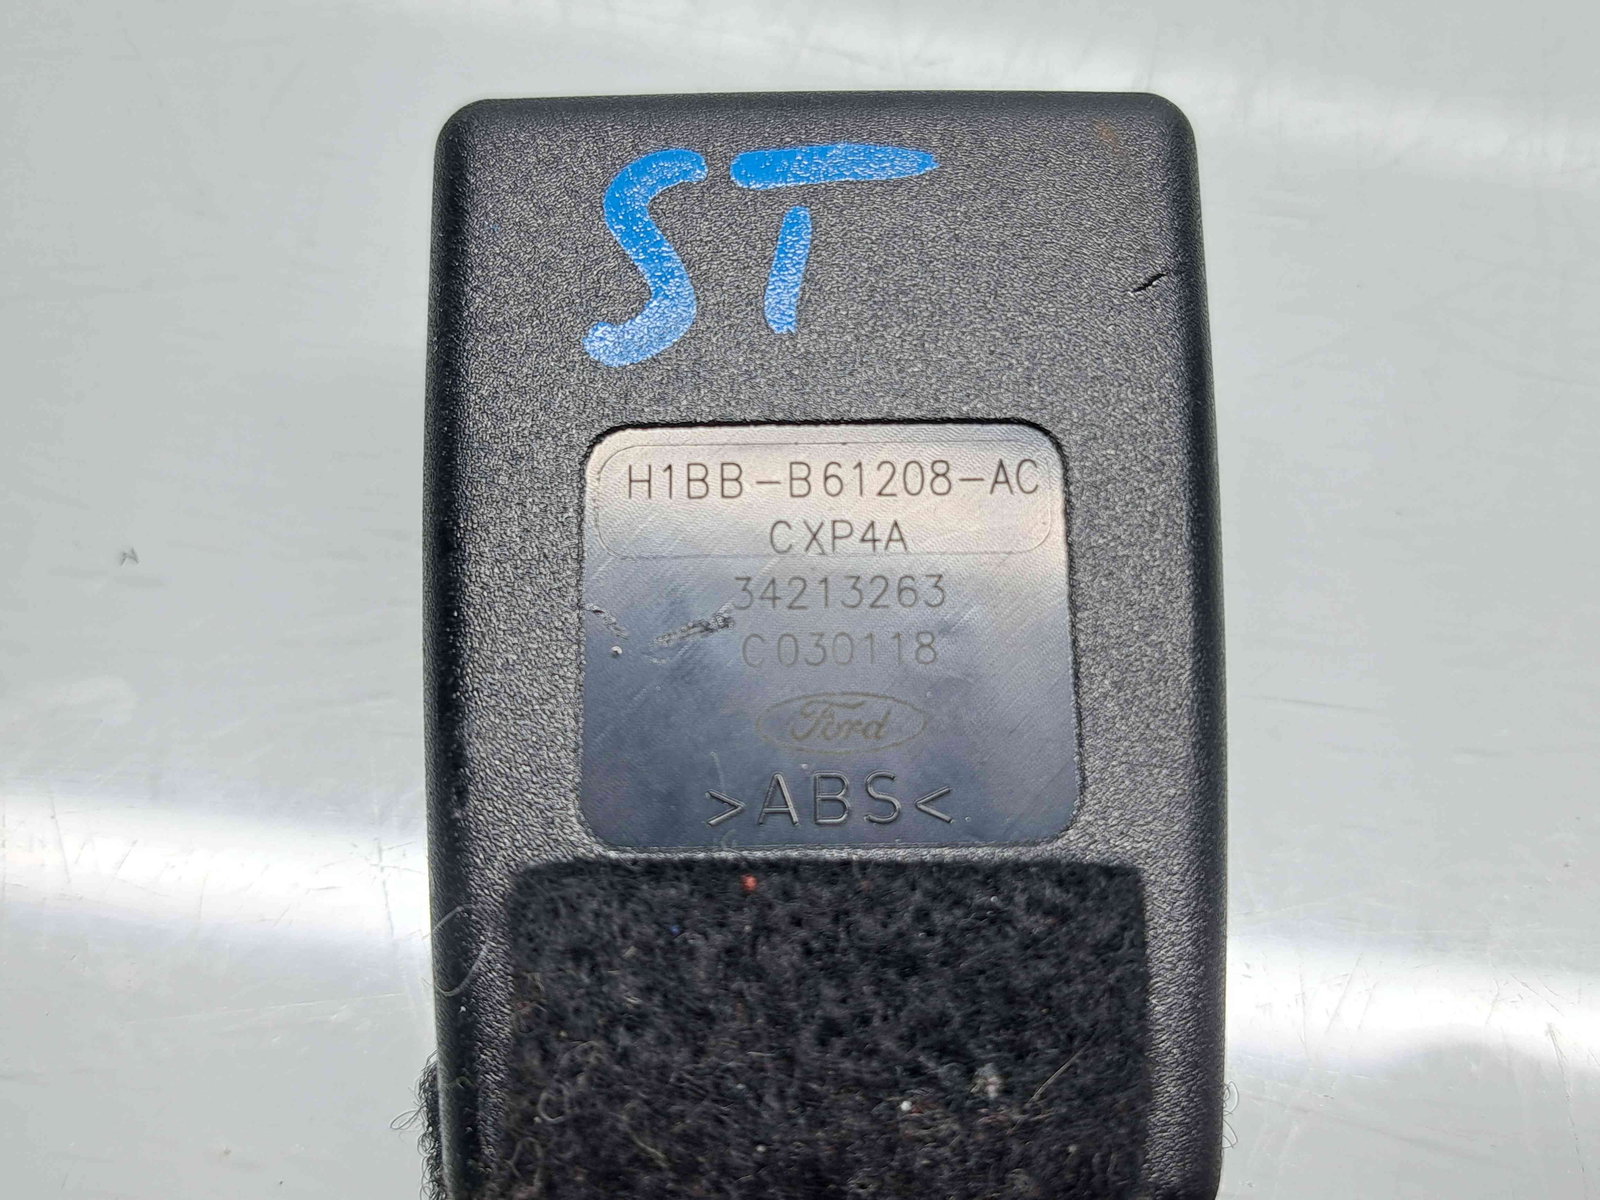 ST
H1BB-B61208-AC
CXP4A
34213263
C030118
Ford
>ABS<